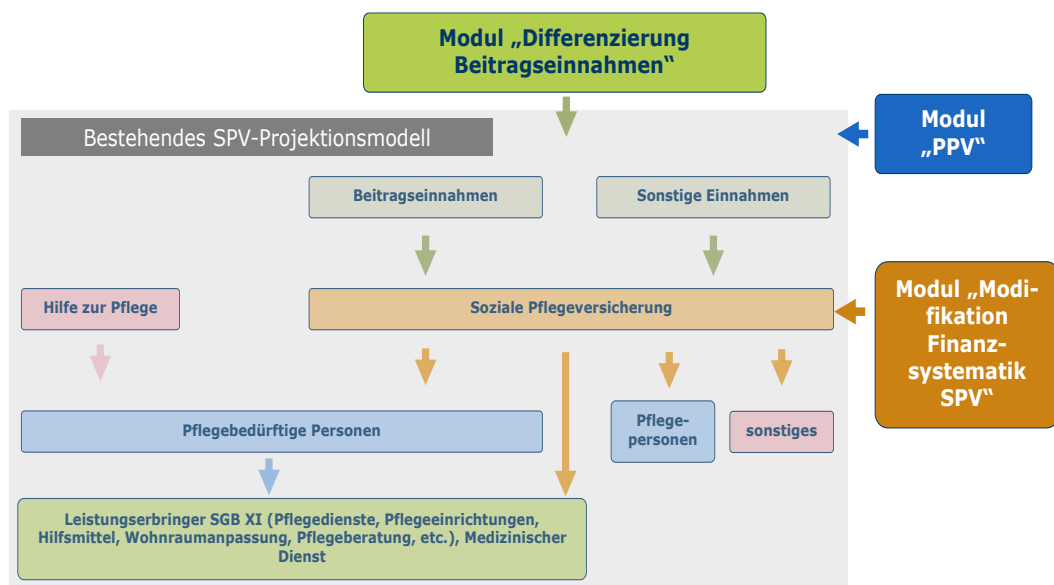 Modul „Differenzierung
Beitragseinnahmen“
Bestehendes SPV-Projektionsmodell
Modul
„PPV“
Beitragseinnahmen
Sonstige Einnahmen
Hilfe zur Pflege
Soziale Pflegeversicherung
Modul „Modi-
fikation
Finanz-
systematik
SPV“
Pflegebedürftige Personen
Pflege-
personen
sonstiges
Leistungserbringer SGB XI (Pflegedienste, Pflegeeinrichtungen,
Hilfsmittel, Wohnraumanpassung, Pflegeberatung, etc.), Medizinischer
Dienst